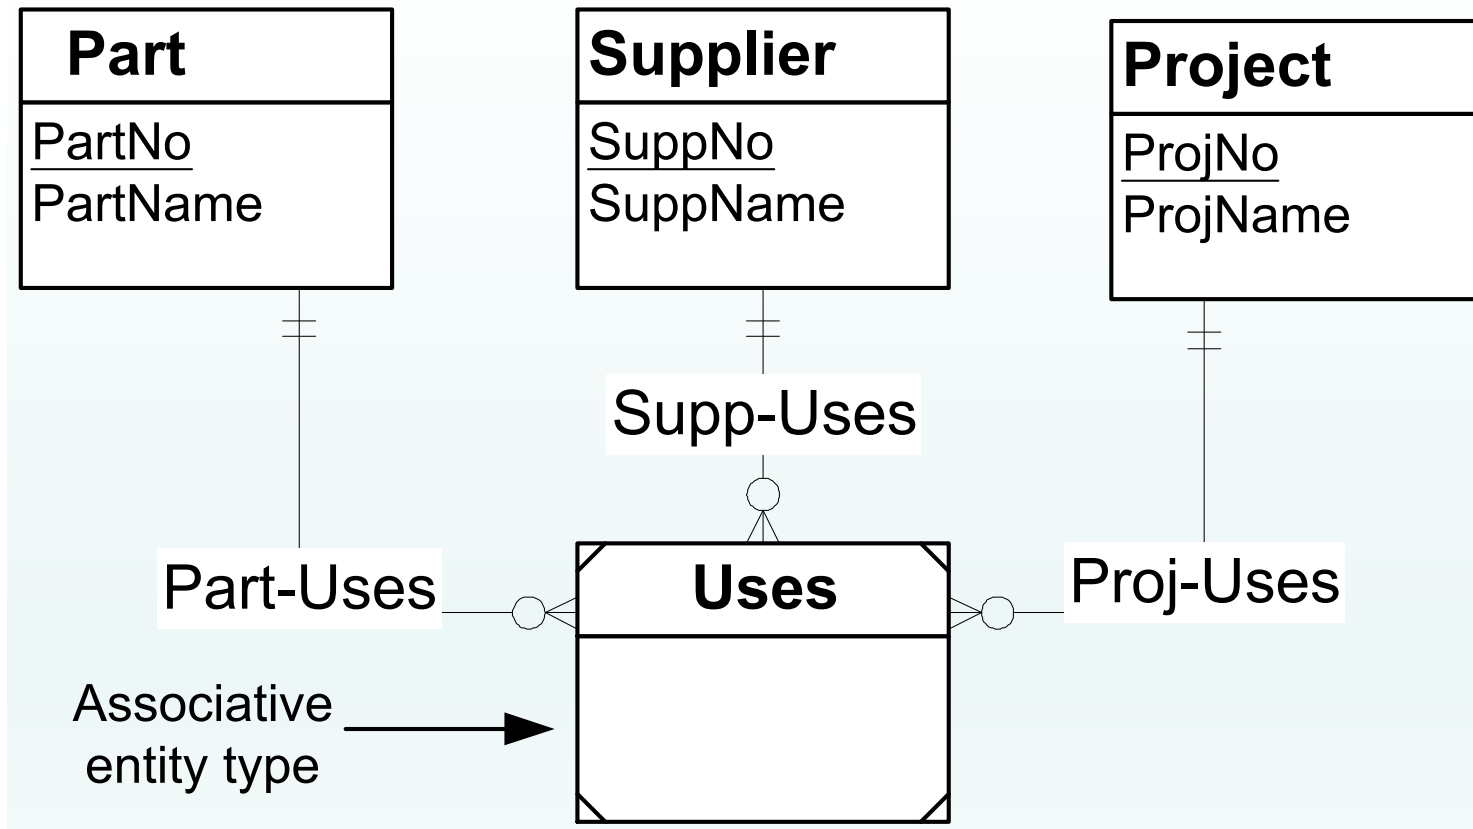 Part
PartNo
PartName
Supplier
SuppNo
SuppName
Project
ProjNo
ProjName
Supp-Uses
Part-Uses
Uses
Proj-Uses
Associative
entity type